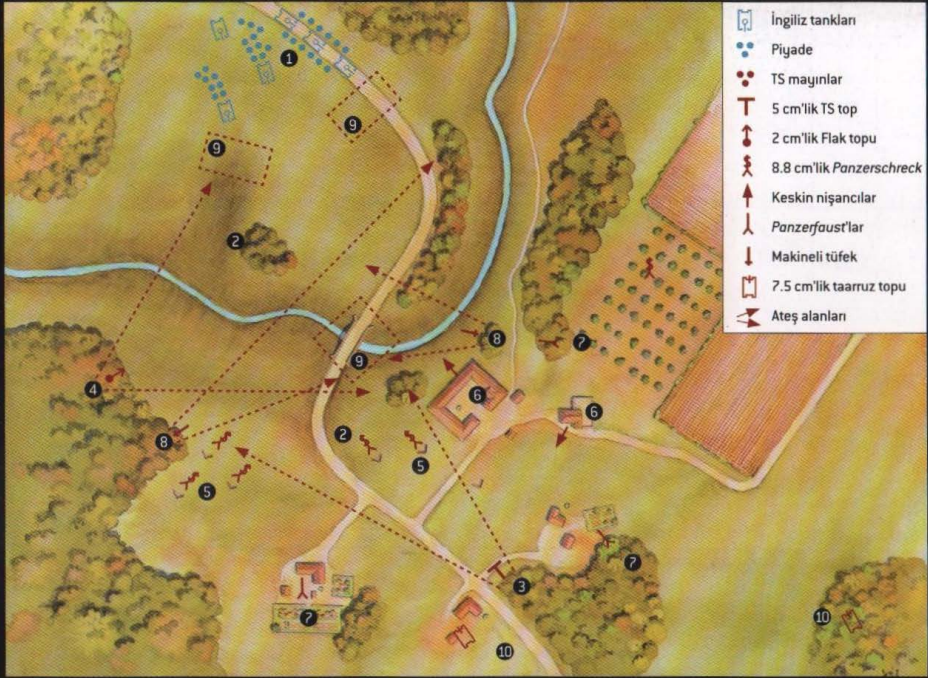 İngiliz tankları
Piyade
TS mayınlar
5 cm'lik TS top
2 cm'lik Flak topu
8.8 cm'lik Panzerschreck
Keskin nişancılar
Panzerfaust'lar
Makineli tüfek
7.5 cm'lik taarruz topu
Ateş alanları
1
9
9
2
9
8
7
4
6
6
8
2
5
5
3
7
7
10
10